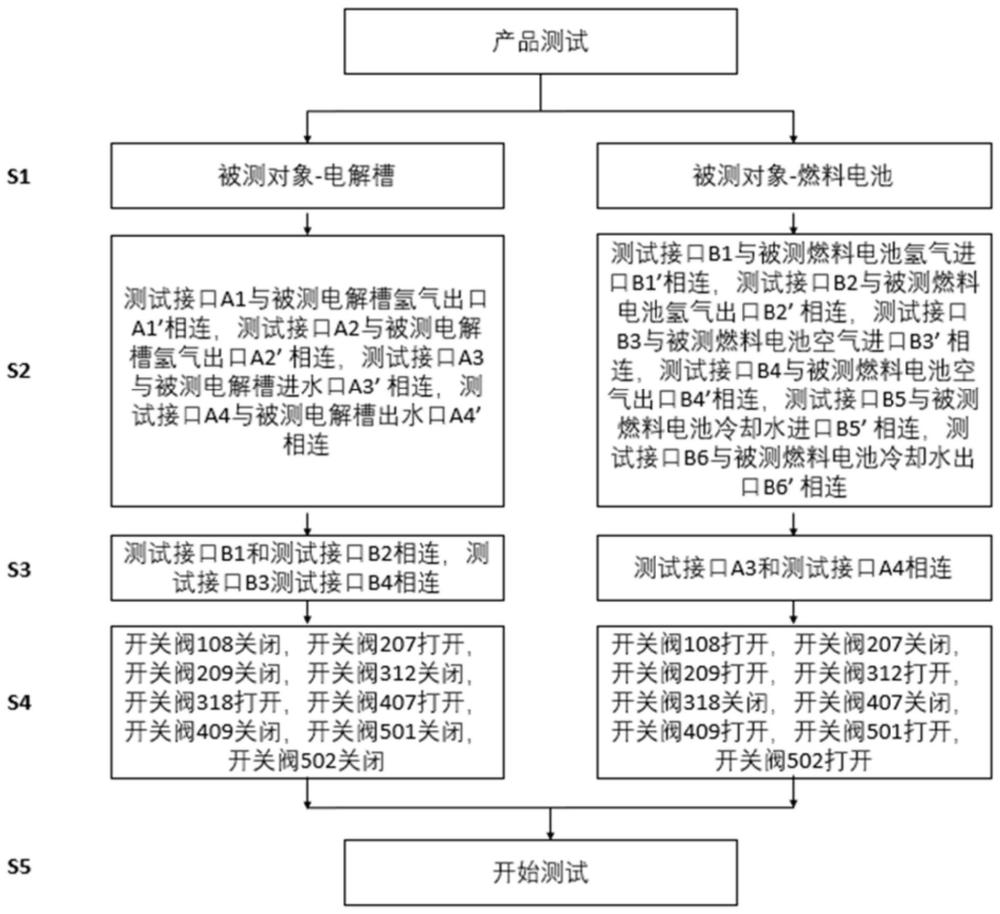 产品测试
S1
被测对象-电解槽
被测对象-燃料电池
S2
测试接口A1与被测电解槽氢气出口
A1′相连，测试接口A2与被测电解
槽氢气出口A2′ 相连，测试接口A3
与被测电解槽进水口A3′ 相连，测
试接口A4与被测电解槽出水口A4′
相连
测试接口B1与被测燃料电池氢气进
口B1′相连，测试接口B2与被测燃料
电池氢气出口B2′ 相连，测试接口
B3与被测燃料电池空气进口B3′ 相
连，测试接口B4与被测燃料电池空
气出口B4′相连，测试接口B5与被测
燃料电池冷却水进口B5′ 相连，测
试接口B6与被测燃料电池冷却水出
口B6′ 相连
S3
测试接口B1和测试接口B2相连，测
试接口B3测试接口B4相连
测试接口A3和测试接口A4相连
S4
开关阀108关闭，开关阀207打开，
开关阀209关闭，开关阀312关闭，
开关阀318打开，开关阀407打开，
开关阀409关闭，开关阀501关闭，
开关阀502关闭
开关阀108打开，开关阀207关闭，
开关阀209打开，开关阀312打开，
开关阀318关闭，开关阀407关闭，
开关阀409打开，开关阀501打开，
开关阀502打开
S5
开始测试